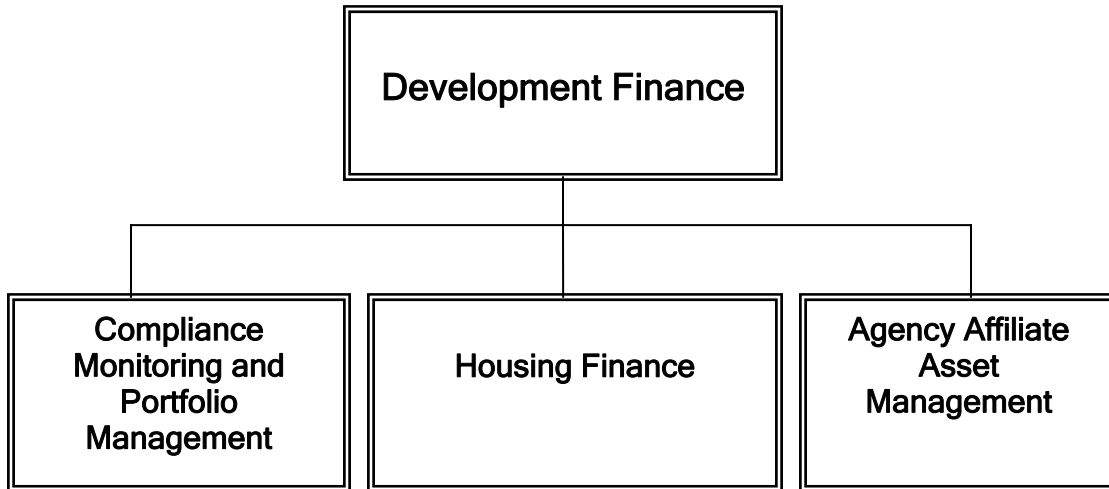 Development Finance
Compliance
Monitoring and
Portfolio
Management
Housing Finance
Agency Affiliate
Asset
Management